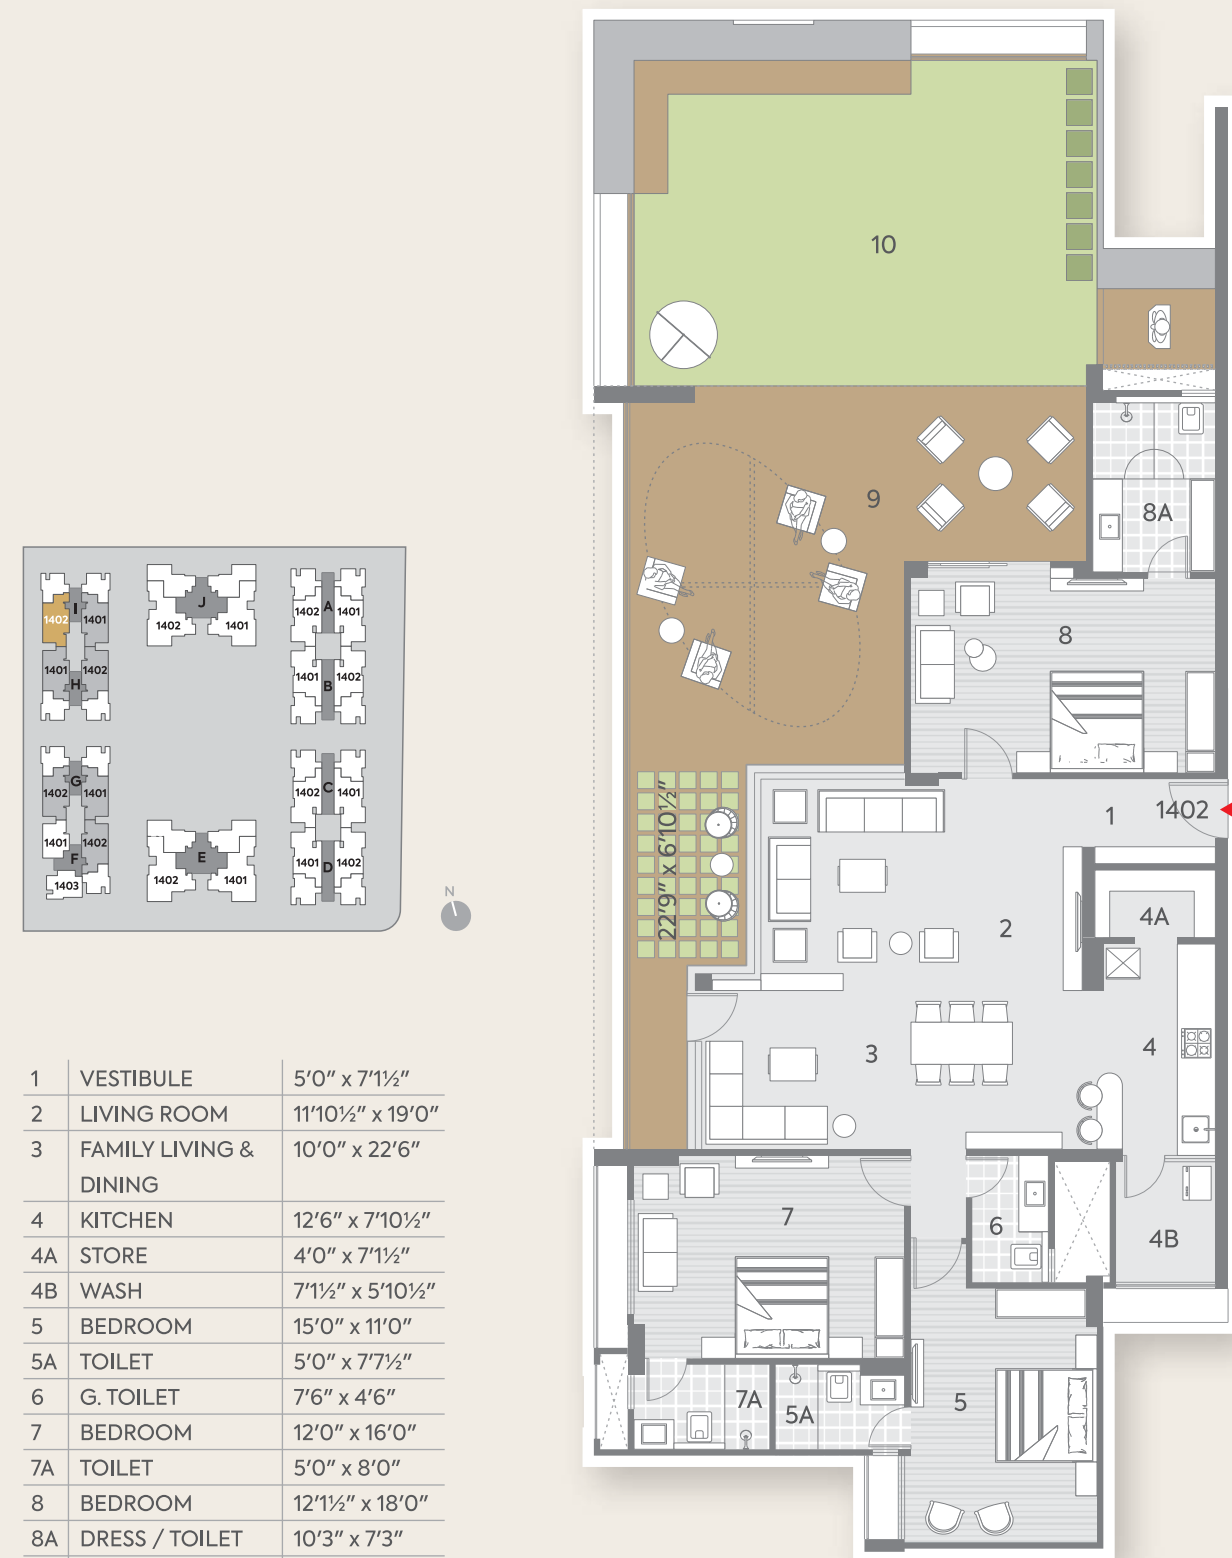 10
9
8A
8
22'9" x 6'10½"
1
1402
2
4A
3
4
7
6
4B
7A
5A
5
I
1402
1401
1401
1402
H
J
1402
1401
1402
A
1401
1401
B
1402
G
1402
1401
1401
1402
F
1403
E
1402
1401
1402
C
1401
1401
1402
D
N
1 VESTIBULE 5'0" x 7'1½"
2 LIVING ROOM 11'10½" x 19'0"
3 FAMILY LIVING & 10'0" x 22'6"
DINING
4 KITCHEN 12'6" x 7'10½"
4A STORE 4'0" x 7'1½"
4B WASH 7'1½" x 5'10½"
5 BEDROOM 15'0" x 11'0"
5A TOILET 5'0" x 7'7½"
6 G. TOILET 7'6" x 4'6"
7 BEDROOM 12'0" x 16'0"
7A TOILET 5'0" x 8'0"
8 BEDROOM 12'1½" x 18'0"
8A DRESS / TOILET 10'3" x 7'3"